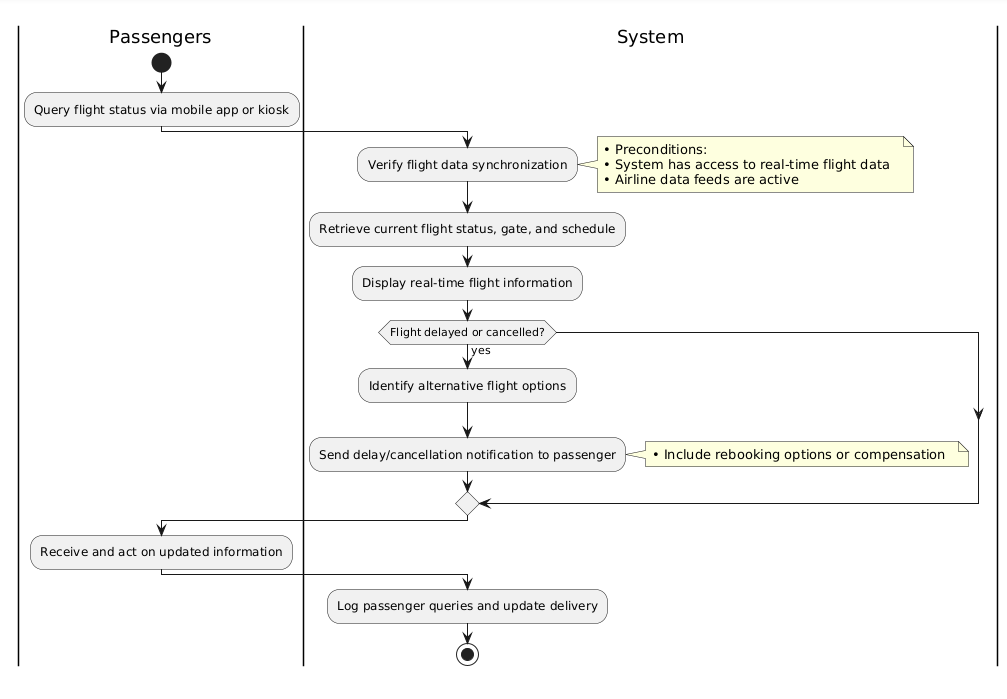 Passengers
System
Query flight status via mobile app or kiosk
Verify flight data synchronization
• Preconditions:
• System has access to real-time flight data
• Airline data feeds are active
Retrieve current flight status, gate, and schedule
Display real-time flight information
Flight delayed or cancelled?
yes
Identify alternative flight options
Send delay/cancellation notification to passenger
• Include rebooking options or compensation
Receive and act on updated information
Log passenger queries and update delivery